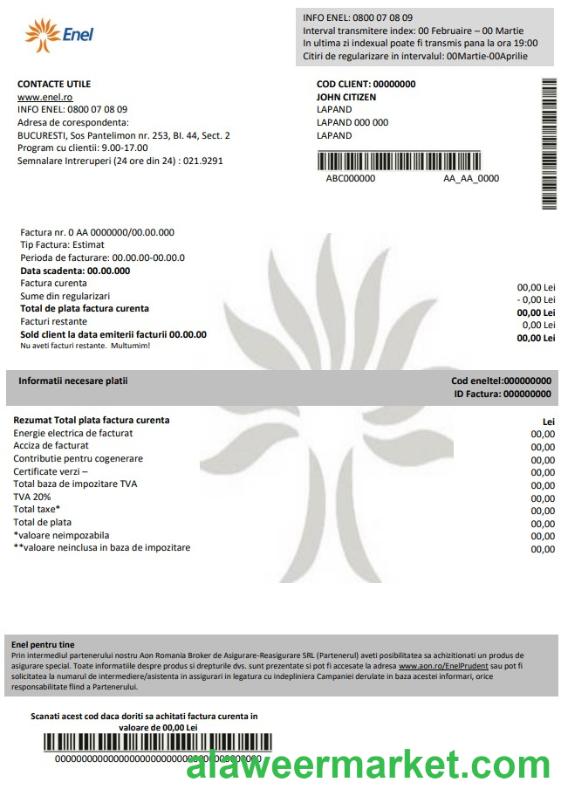 Enel
INFO ENEL: 0800 07 08 09
Interval transmitere index: 00 Februaire – 00 Martie
In ultima zi indexual poate fi transmis pana la ora 19:00
Citiri de regularizare in intervalul: 00Martie-00Aprilie
CONTACTE UTILE
www.enel.ro
INFO ENEL: 0800 07 08 09
Adresa de corespondenta:
BUCURESTI, Sos Pantelimon nr. 253, BI. 44, Sect. 2
Program cu clientii: 9.00-17.00
Semnalare Intreruperi (24 ore din 24) : 021.9291
COD CLIENT: 00000000
JOHN CITIZEN
LAPAND
LAPAND 000 000
LAPAND
ABC000000 AA_AA_0000
Factura nr. 0 AA 0000000/00.00.000
Tip Factura: Estimat
Perioda de facturare: 00.00.00-00.00.0
Data scadenta: 00.00.000
Factura curenta 00,00 Lei
Sume din regularizari - 0,00 Lei
Total de plata factura curenta 00,00 Lei
Facturi restante 0,00 Lei
Sold client la data emiterii facturii 00.00.00 00,00 Lei
Nu aveti facturi restante. Multumim!
Informatii necesare platii Cod eneltel:000000000
ID Factura: 000000000
Rezumat Total plata factura curenta Lei
Energie electrica de facturat 00,00
Acciza de facturat 00,00
Contributie pentru cogenerare 00,00
Certificate verzi – 00,00
Total baza de impozitare TVA 00,00
TVA 20% 00,00
Total taxe* 00,00
Total de plata 00,00
*valoare neimpozabila 00,00
**valoare neinclusa in baza de impozitare 00,00
Enel pentru tine
Prin intermediul partenerului nostru Aon Romania Broker de Asigurare-Reasigurare SRL (Partenerul) aveti posibilitatea sa achizitionati un produs de
asigurare special. Toate informatiile despre produs si drepturile dvs. sunt prezentate si pot fi accesate la adresa www.aon.ro/EnelPrudent sau pot fi
solicitatea la numarul de intermediere/asistenta in assigurari in legatura cu indeplinierea Campaniei derulate in baza acestei informari, orice
responsabilitate fiind a Partenerului.
Scanati acest cod daca doriti sa achitati factura curenta in
valoare de 00,00 Lei
alaweermarket.com